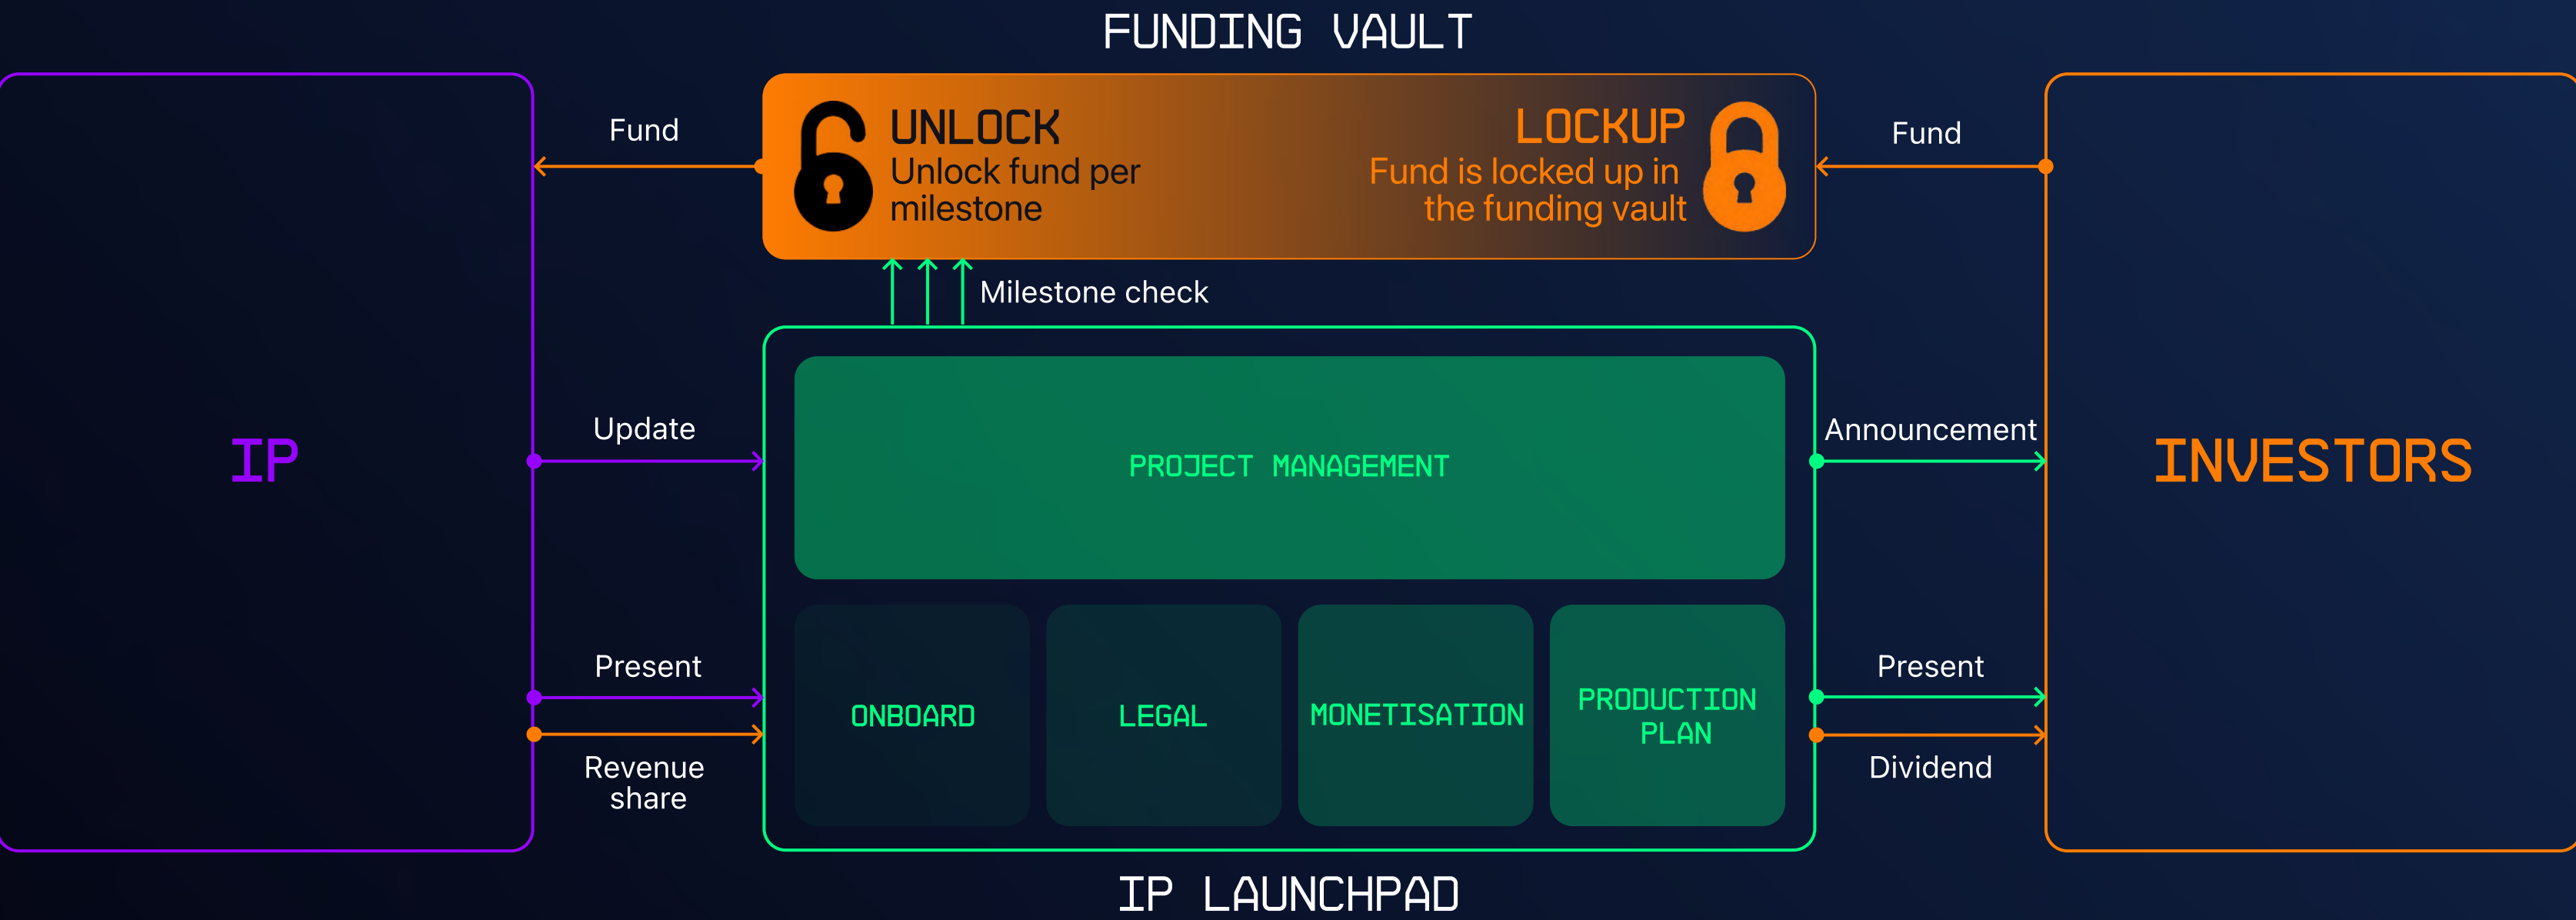 FUNDING VAULT
Fund
UNLOCK
Unlock fund per
milestone
LOCKUP
Fund is locked up in
the funding vault
Fund
Milestone check
IP
Update
PROJECT MANAGEMENT
Announcement
INVESTORS
Present
Revenue
share
ONBOARD
LEGAL
MONETISATION
PRODUCTION
PLAN
Present
Dividend
IP LAUNCHPAD